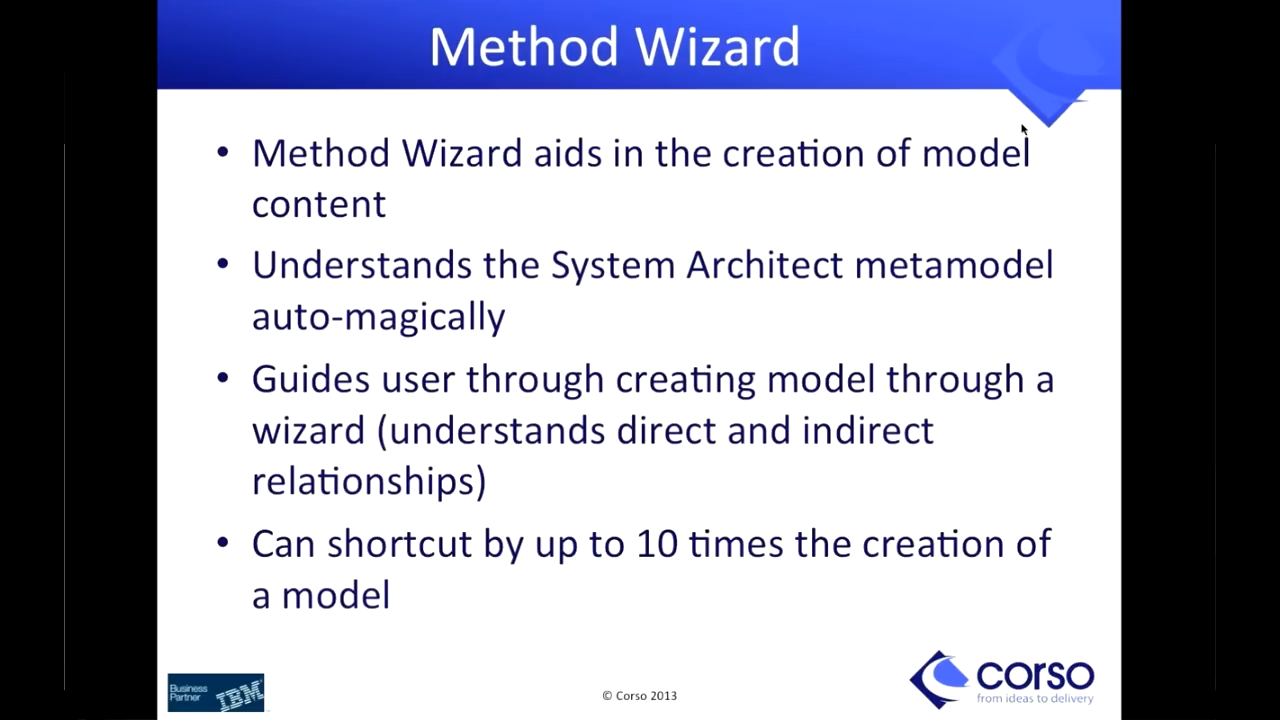 Method Wizard
• Method Wizard aids in the creation of model
content
• Understands the System Architect metamodel
auto-magically
• Guides user through creating model through a
wizard (understands direct and indirect
relationships)
• Can shortcut by up to 10 times the creation of
a model
Business
Partner
IBM
© Corso 2013
corso
from ideas to delivery